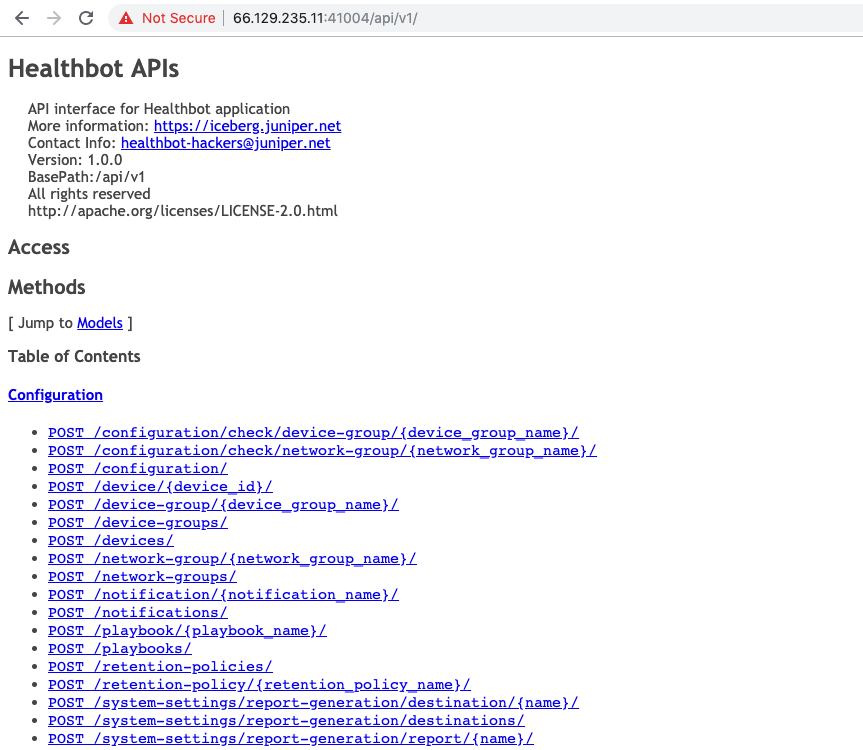 Not Secure | 66.129.235.11:41004/api/v1/
Healthbot APIs
API interface for Healthbot application
More information: https://iceberg.juniper.net
Contact Info: healthbot-hackers@juniper.net
Version: 1.0.0
BasePath:/api/v1
All rights reserved
http://apache.org/licenses/LICENSE-2.0.html
Access
Methods
[ Jump to Models ]
Table of Contents
Configuration
POST /configuration/check/device-group/{device_group_name}/
POST /configuration/check/network-group/{network_group_name}/
POST /configuration/
POST /device/{device_id}/
POST /device-group/{device_group_name}/
POST /device-groups/
POST /devices/
POST /network-group/{network_group_name}/
POST /network-groups/
POST /notification/{notification_name}/
POST /notifications/
POST /playbook/{playbook_name}/
POST /playbooks/
POST /retention-policies/
POST /retention-policy/{retention_policy_name}/
POST /system-settings/report-generation/destination/{name}/
POST /system-settings/report-generation/destinations/
POST /system-settings/report-generation/report/{name}/